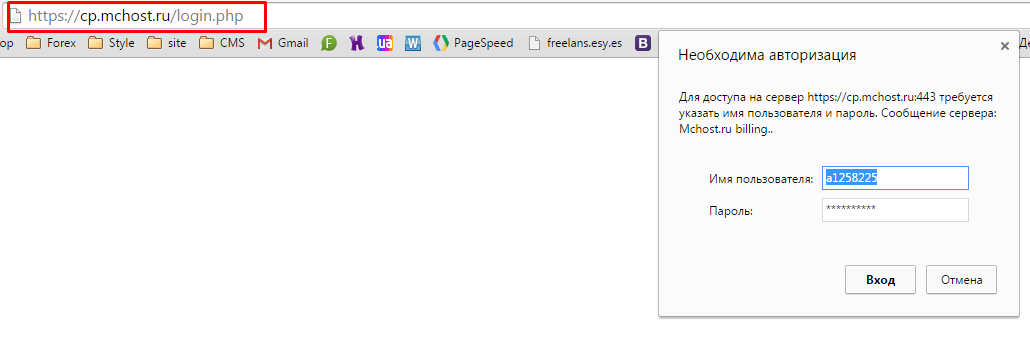 https://cp.mchost.ru/login.php
op Forex Style site CMS Gmail F ua W PageSpeed freelans.esy.es B Де
Необходима авторизация
Для доступа на сервер https://cp.mchost.ru:443 требуется
указать имя пользователя и пароль. Сообщение сервера:
Mchost.ru billing..
Имя пользователя: a1258225
Пароль: **********
Вход Отмена